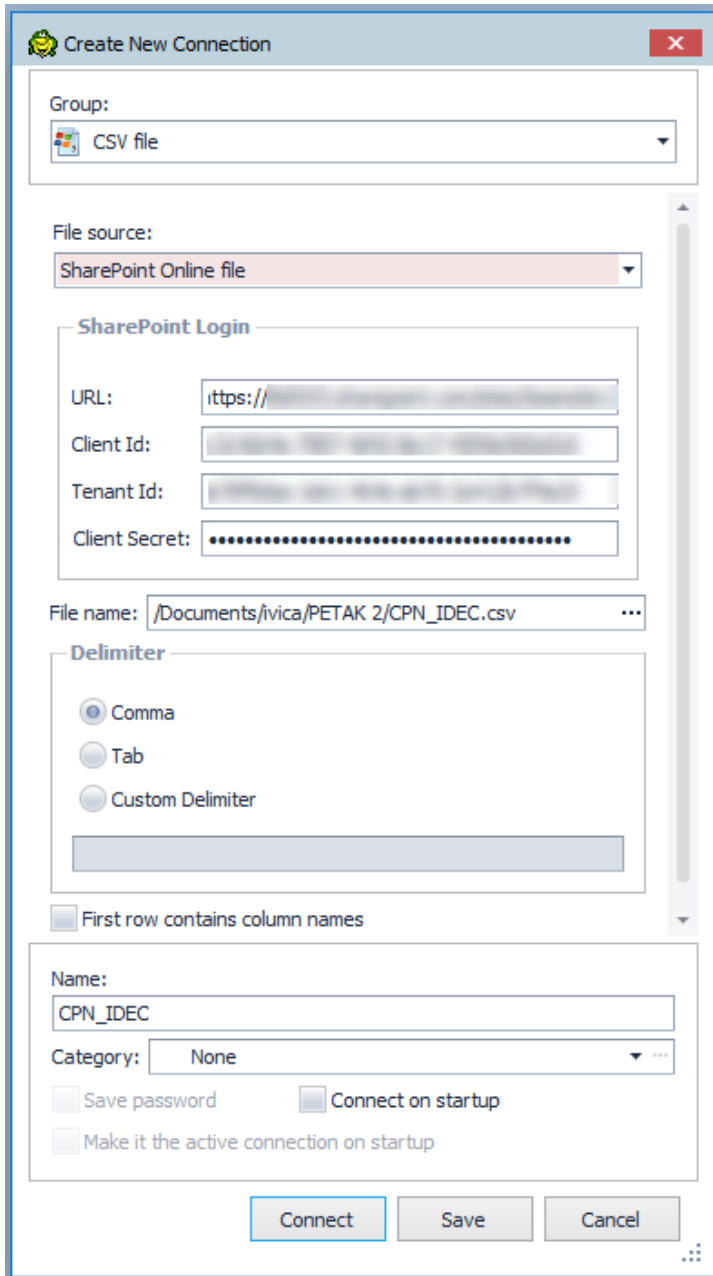 Create New Connection
Group:
CSV file
File source:
SharePoint Online file
SharePoint Login
URL: ttps://
Client Id:
Tenant Id:
Client Secret: ••••••••••••••••••••••••••••••••••••••••
File name: /Documents/ivica/PETAK 2/CPN_IDEC.csv ...
Delimiter
Comma
Tab
Custom Delimiter
First row contains column names
Name:
CPN_IDEC
Category: None ...
Save password Connect on startup
Make it the active connection on startup
Connect Save Cancel